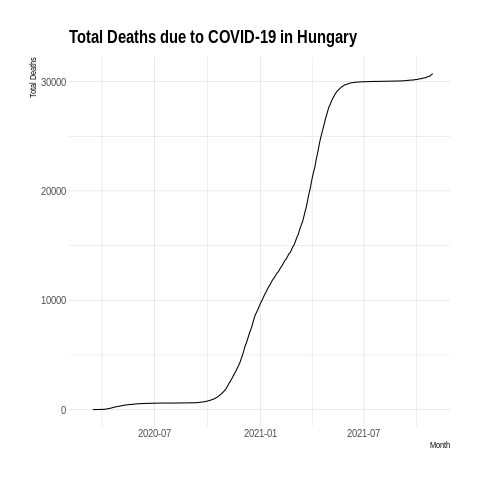 Total Deaths due to COVID-19 in Hungary
Total Deaths
30000
20000
10000
0
2020-07 2021-01 2021-07
Month